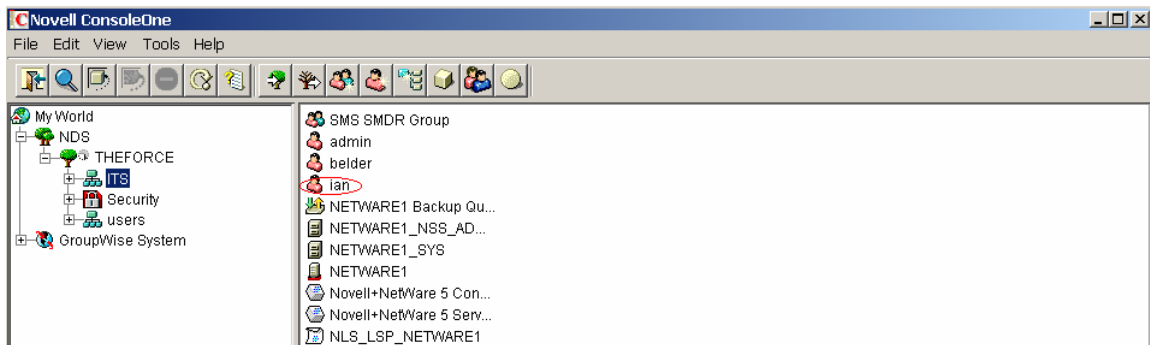 Novell ConsoleOne
File Edit View Tools Help
My World
NDS
THEFORCE
ITS
Security
users
GroupWise System
SMS SMDR Group
admin
belder
ian
NETWARE1 Backup Qu...
NETWARE1_NSS_AD...
NETWARE1_SYS
NETWARE1
Novell+NetWare 5 Con...
Novell+NetWare 5 Serv...
NLS_LSP_NETWARE1